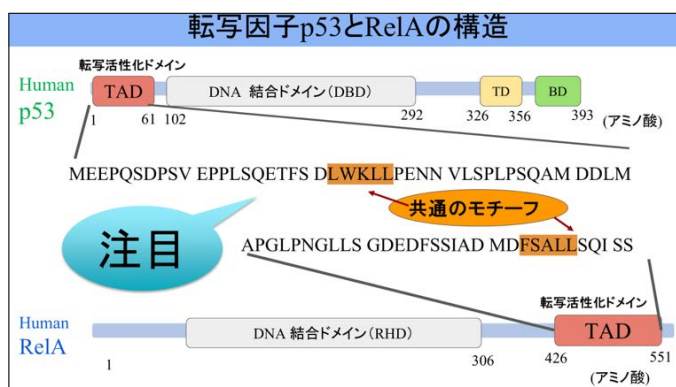 転写因子p53とRelAの構造
転写活性化ドメイン
Human
p53
TAD
DNA 結合ドメイン(DBD)
TD
BD
1
61
102
292
326
356
393
(アミノ酸)
MEEPQSDPSV EPPLSQETFS DLWKLLPENN VLSPLPSQAM DDLM
共通のモチーフ
注目
APGLPNGLLS GDEDFSSIAD MDFSALLSQI SS
転写活性化ドメイン
Human
RelA
DNA 結合ドメイン(RHD)
TAD
1
306
426
551
(アミノ酸)